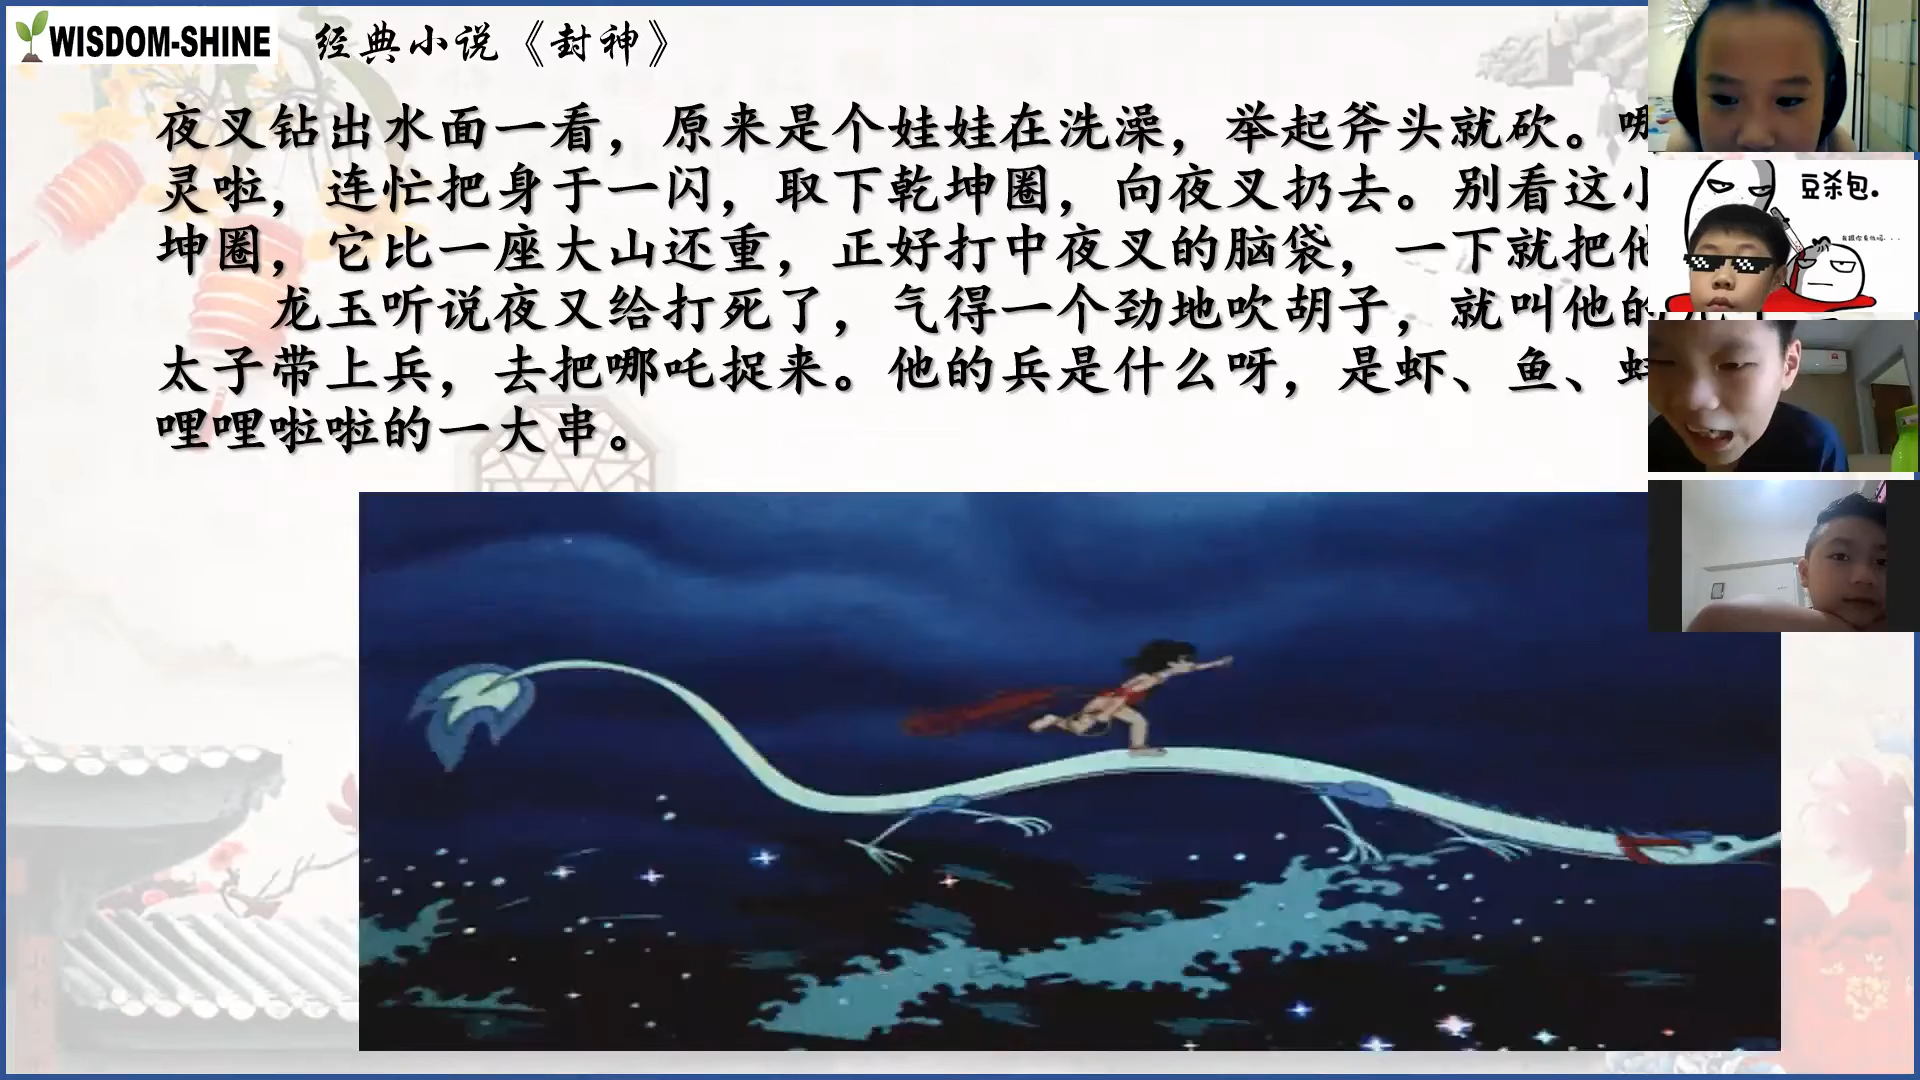 WISDOM-SHINE 经典小说《封神》
夜叉钻出水面一看，原来是个娃娃在洗澡，举起斧头就砍。哪
灵啦，连忙把身于一闪，取下乾坤圈，向夜叉扔去。别看这小
坤圈，它比一座大山还重，正好打中夜叉的脑袋，一下就把他
龙玉听说夜又给打死了，气得一个劲地吹胡子，就叫他的
太子带上兵，去把哪吒捉来。他的兵是什么呀，是虾、鱼、
哩哩啦啦的一大串。
豆杀包。